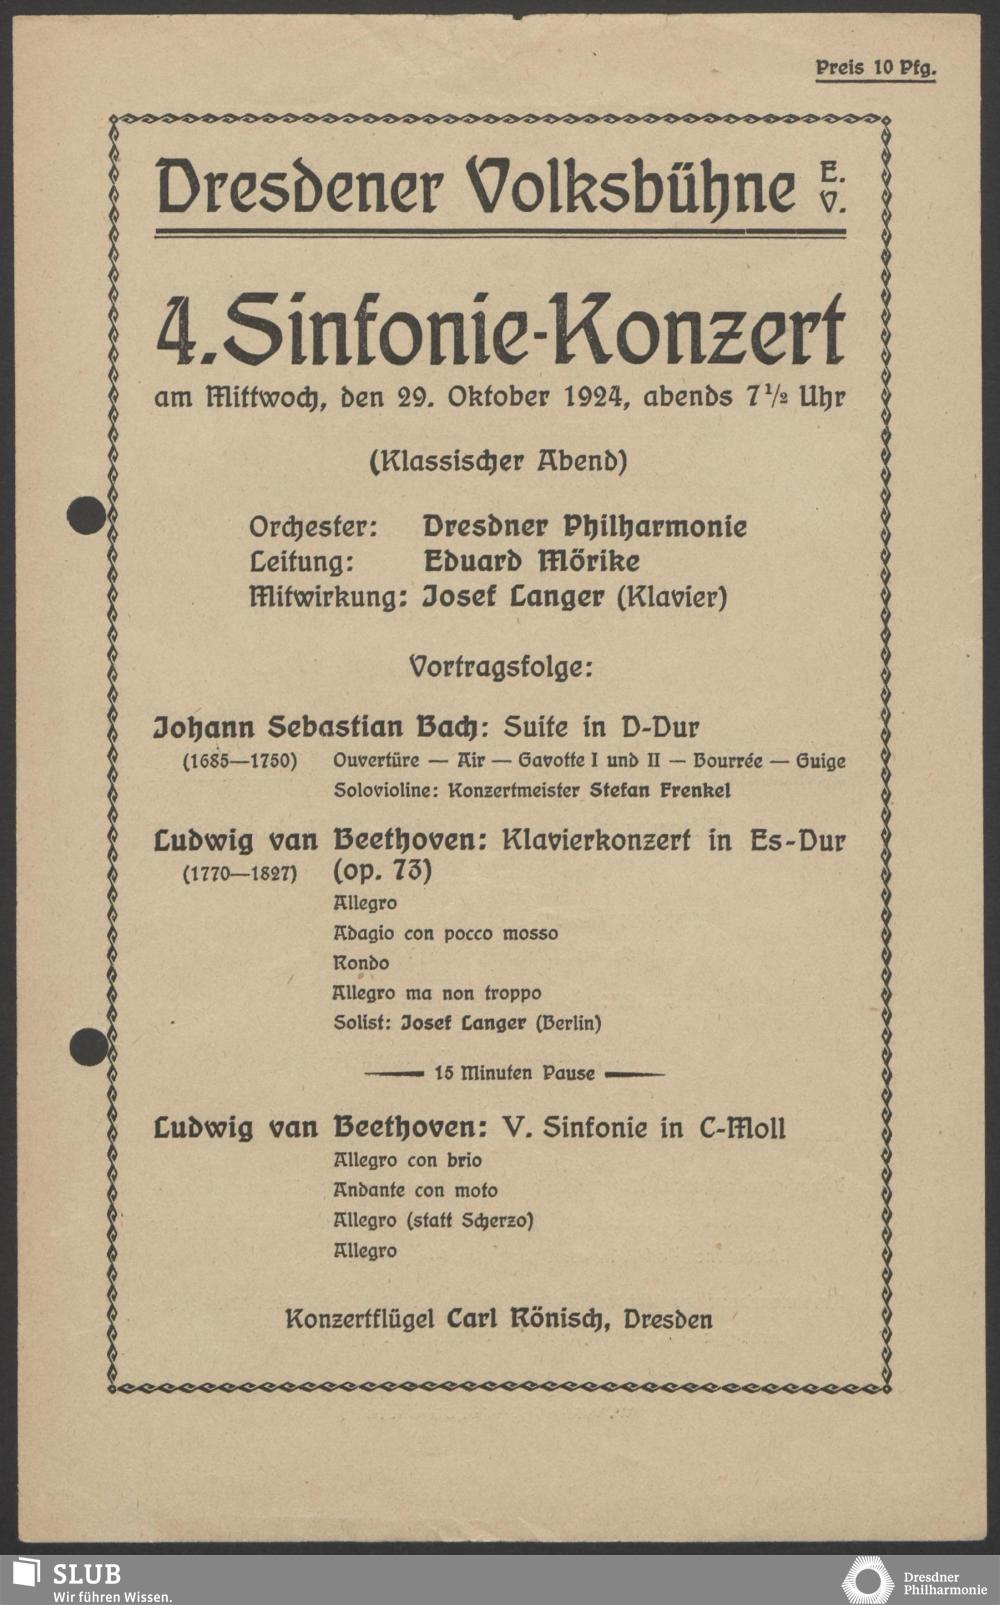 Preis 10 Pfg.
Dresdener Volksbühne E. V.
4. Sinfonie-Konzert
am Mittwoch, den 29. Oktober 1924, abends 7 1/2 Uhr
(Klassischer Abend)
Orchester: Dresdner Philharmonie
Leitung: Eduard Mörike
Mitwirkung: Josef Langer (Klavier)
Vortragsfolge:
Johann Sebastian Bach: Suite in D-Dur
(1685—1750) Ouvertüre — Air — Gavotte I und II — Bourrée — Guige
Solovioline: Konzertmeister Stefan Frenkel
Ludwig van Beethoven: Klavierkonzert in Es-Dur
(1770—1827) (op. 73)
Allegro
Adagio con pocco mosso
Rondo
Allegro ma non troppo
Solist: Josef Langer (Berlin)
15 Minuten Pause
Ludwig van Beethoven: V. Sinfonie in C-Moll
Allegro con brio
Andante con moto
Allegro (statt Scherzo)
Allegro
Konzertflügel Carl Rönisch, Dresden
SLUB
Wir führen Wissen.
Dresdner
Philharmonie